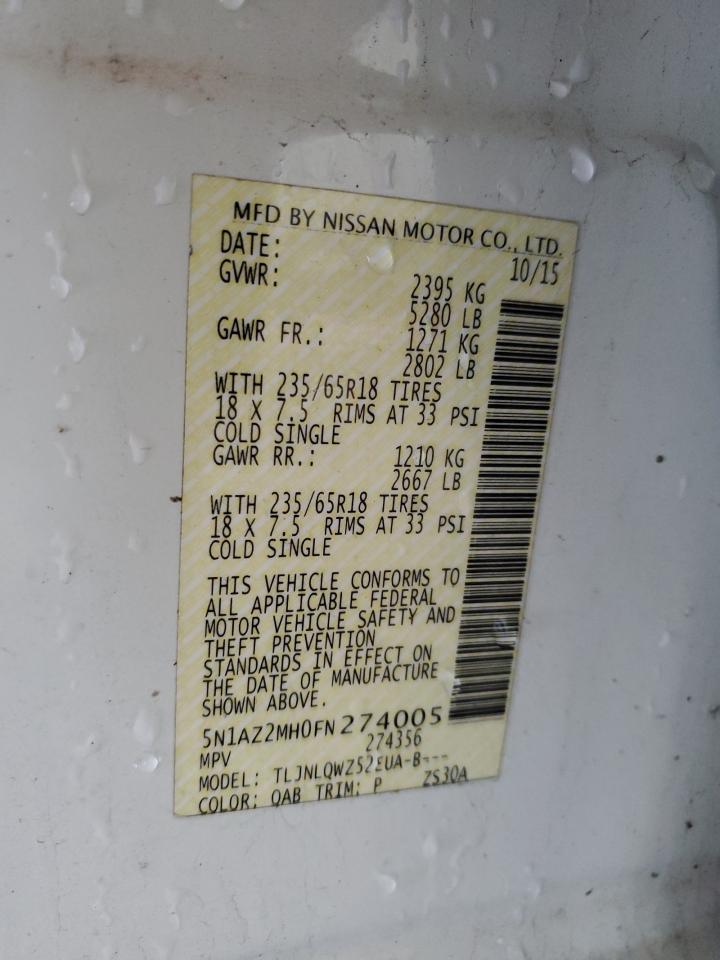 MFD BY NISSAN MOTOR CO., LTD.
DATE: 10/15
GVWR: 2395 KG
5280 LB
GAWR FR.: 1271 KG
2802 LB
WITH 235/65R18 TIRES
18 X 7.5 RIMS AT 33 PSI
COLD SINGLE
GAWR RR.: 1210 KG
2667 LB
WITH 235/65R18 TIRES
18 X 7.5 RIMS AT 33 PSI
COLD SINGLE
THIS VEHICLE CONFORMS TO
ALL APPLICABLE FEDERAL
MOTOR VEHICLE SAFETY AND
THEFT PREVENTION
STANDARDS IN EFFECT ON
THE DATE OF MANUFACTURE
SHOWN ABOVE.
5N1AZ2MH0FN274005
MPV 274356
MODEL: TLJNLQWZ52EUA-B---
COLOR: QAB TRIM: P ZS30A